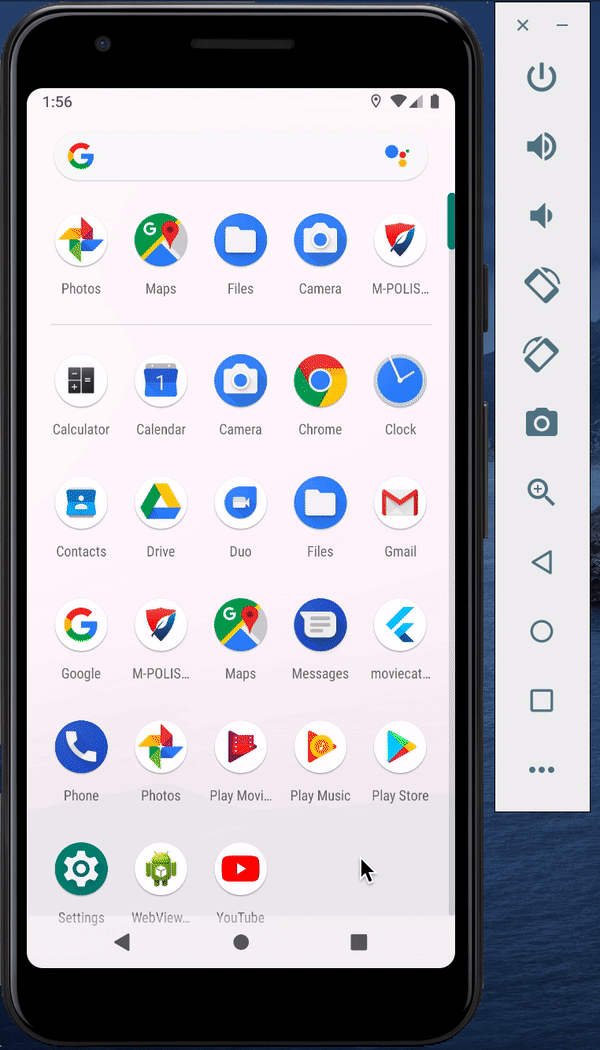 1:56
Photos Maps Files Camera M-POLIS...
Calculator Calendar Camera Chrome Clock
Contacts Drive Duo Files Gmail
Google M-POLIS... Maps Messages moviecat...
Phone Photos Play Movi... Play Music Play Store
Settings WebView... YouTube